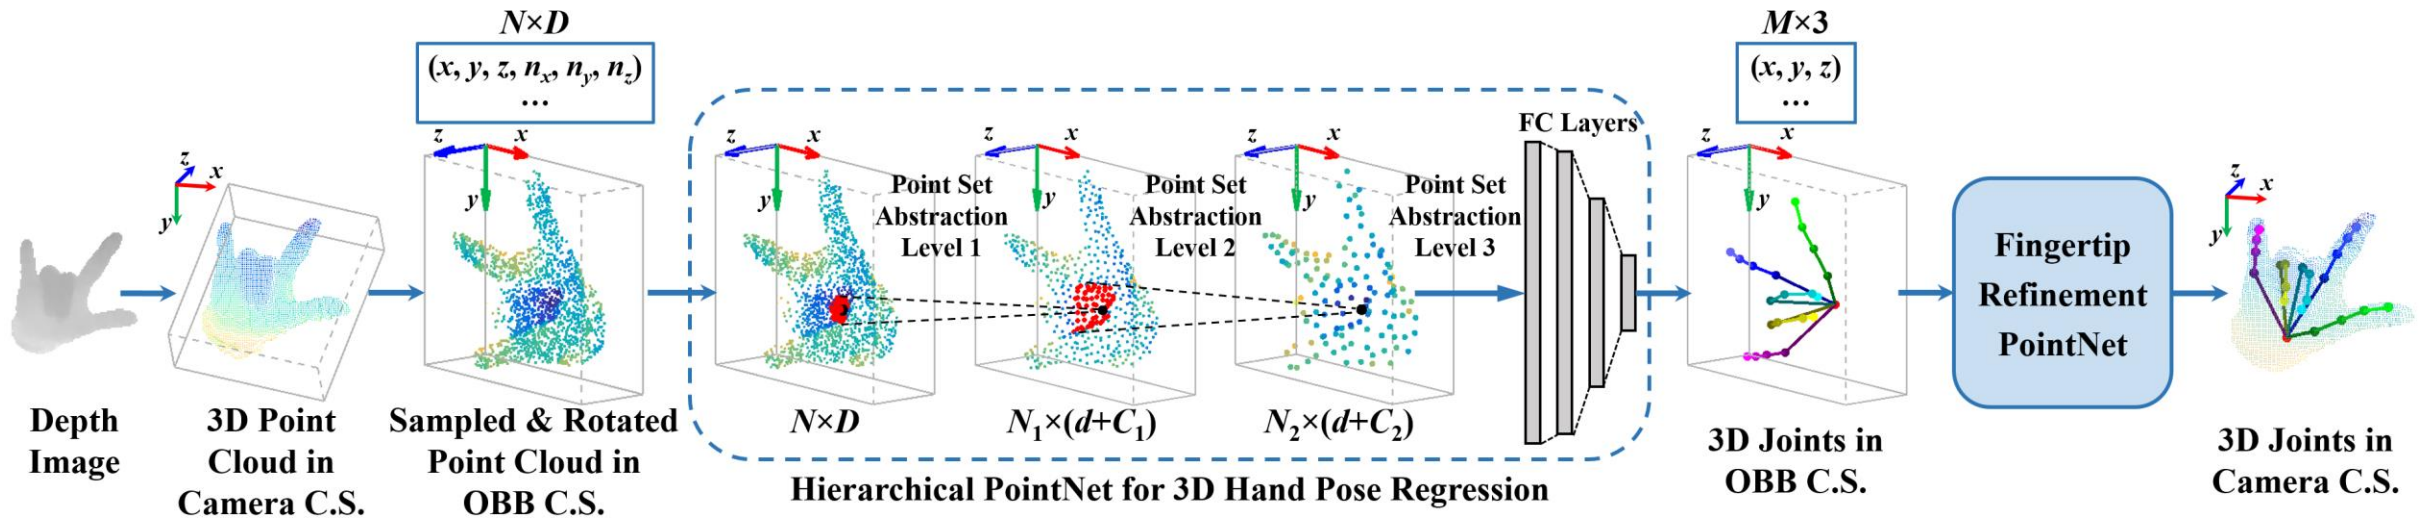 N×D
(x, y, z, nx, ny, nz)
...
M×3
(x, y, z)
...
z
x
y
z
x
y
z
x
y
z
x
y
z
x
y
z
x
y
z
x
y
Point Set
Abstraction
Level 1
Point Set
Abstraction
Level 2
Point Set
Abstraction
Level 3
FC Layers
Fingertip
Refinement
PointNet
N×D
N1×(d+C1)
N2×(d+C2)
Depth
Image
3D Point
Cloud in
Camera C.S.
Sampled & Rotated
Point Cloud in
OBB C.S.
Hierarchical PointNet for 3D Hand Pose Regression
3D Joints in
OBB C.S.
3D Joints in
Camera C.S.